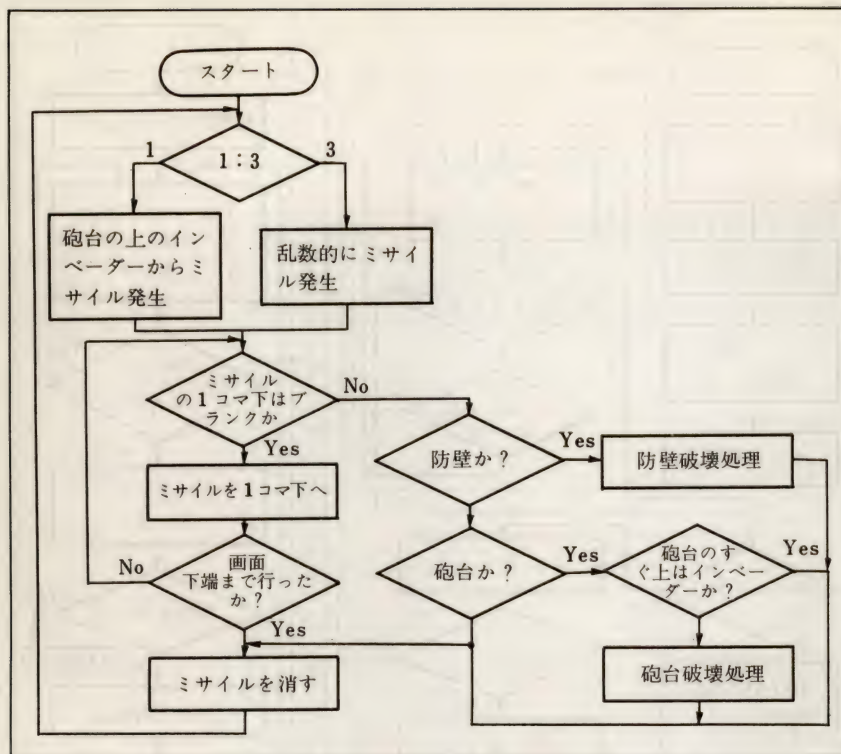 スタート
1
1:3
3
砲台の上のイン
ベーダーからミ
サイル発生
乱数的にミサイ
ル発生
ミサイル
の1コマ下はブ
ランクか
No
Yes
ミサイルを1コマ下へ
防壁か?
Yes
防壁破壊処理
No
画面
下端まで行った
か?
Yes
砲台か?
Yes
砲台のす
ぐ上はインベー
ダーか?
Yes
ミサイルを消す
砲台破壊処理